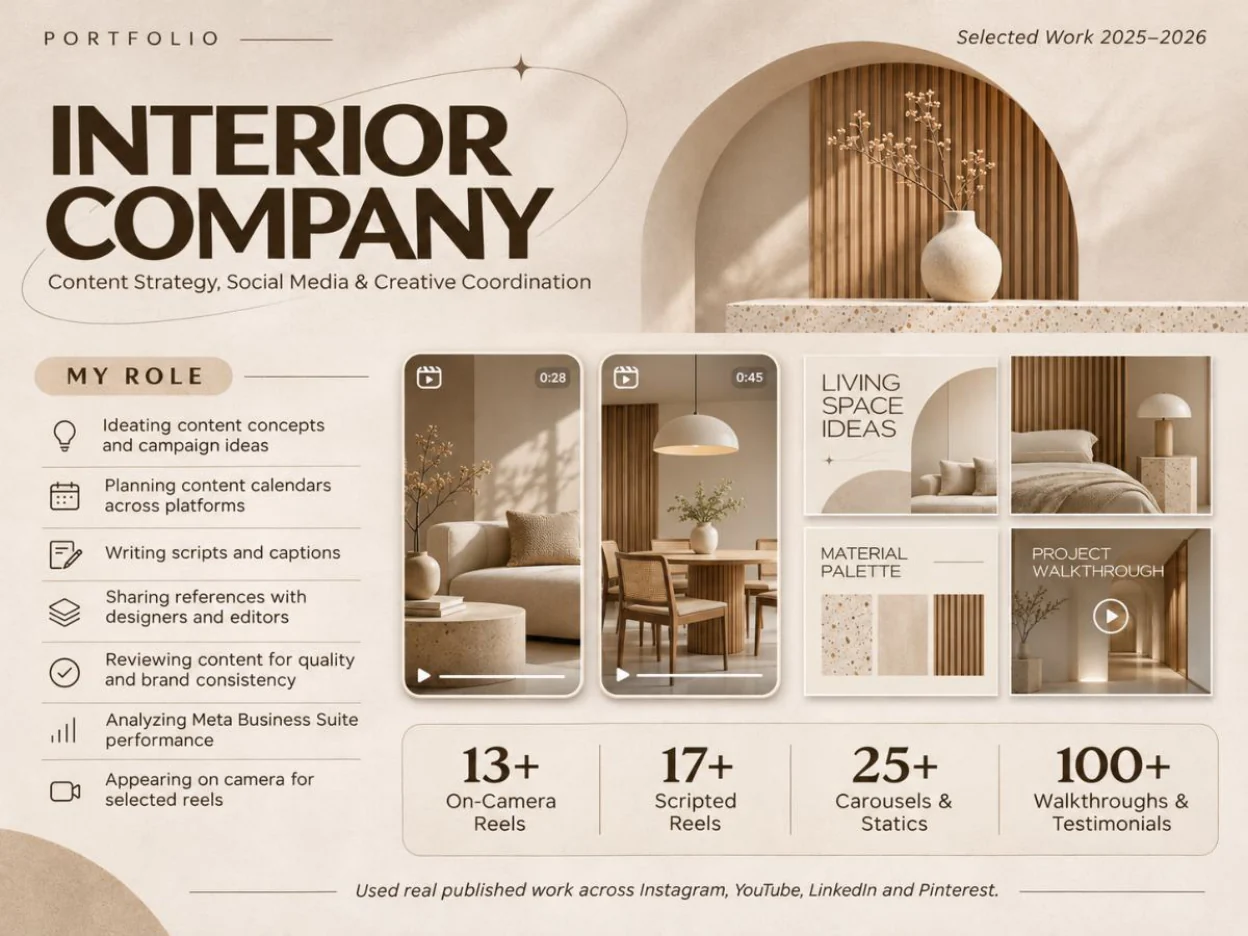 PORTFOLIO
Selected Work 2025–2026
INTERIOR
COMPANY
Content Strategy, Social Media & Creative Coordination
MY ROLE
Ideating content concepts
and campaign ideas
Planning content calendars
across platforms
Writing scripts and captions
Sharing references with
designers and editors
Reviewing content for quality
and brand consistency
Analyzing Meta Business Suite
performance
Appearing on camera for
selected reels
0:28
0:45
LIVING
SPACE
IDEAS
MATERIAL
PALETTE
PROJECT
WALKTHROUGH
13+
On-Camera
Reels
17+
Scripted
Reels
25+
Carousels &
Statics
100+
Walkthroughs &
Testimonials
Used real published work across Instagram, YouTube, LinkedIn and Pinterest.